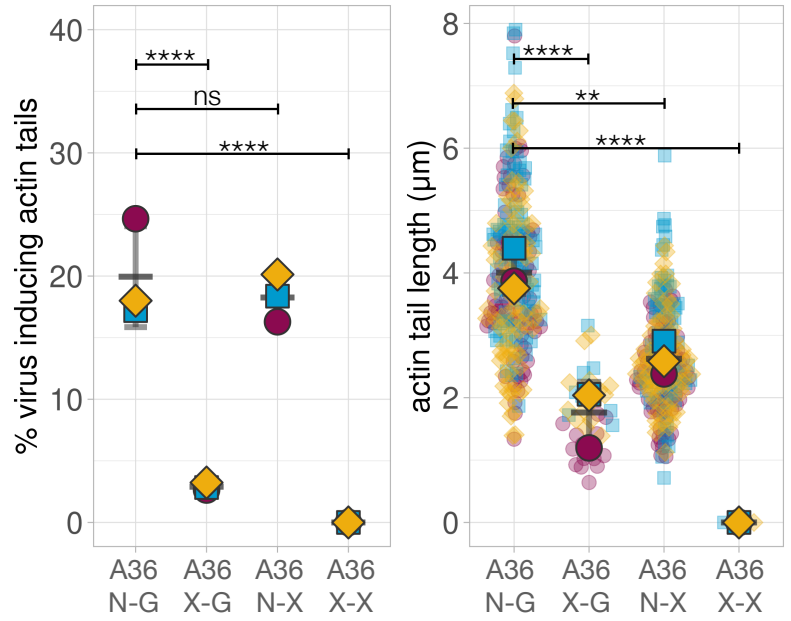 % virus inducing actin tails
40
30
20
10
0
****
ns
****
A36 A36 A36 A36
N-G X-G N-X X-X
actin tail length (μm)
8
6
4
2
0
****
**
****
A36 A36 A36 A36
N-G X-G N-X X-X